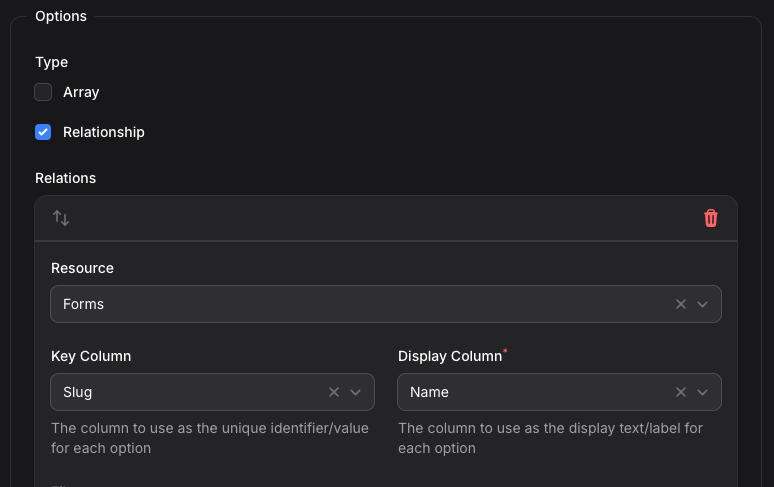 Options
Type
Array
Relationship
Relations
Resource
Forms
Key Column
Display Column*
Slug
Name
The column to use as the unique identifier/value
for each option
The column to use as the display text/label for
each option